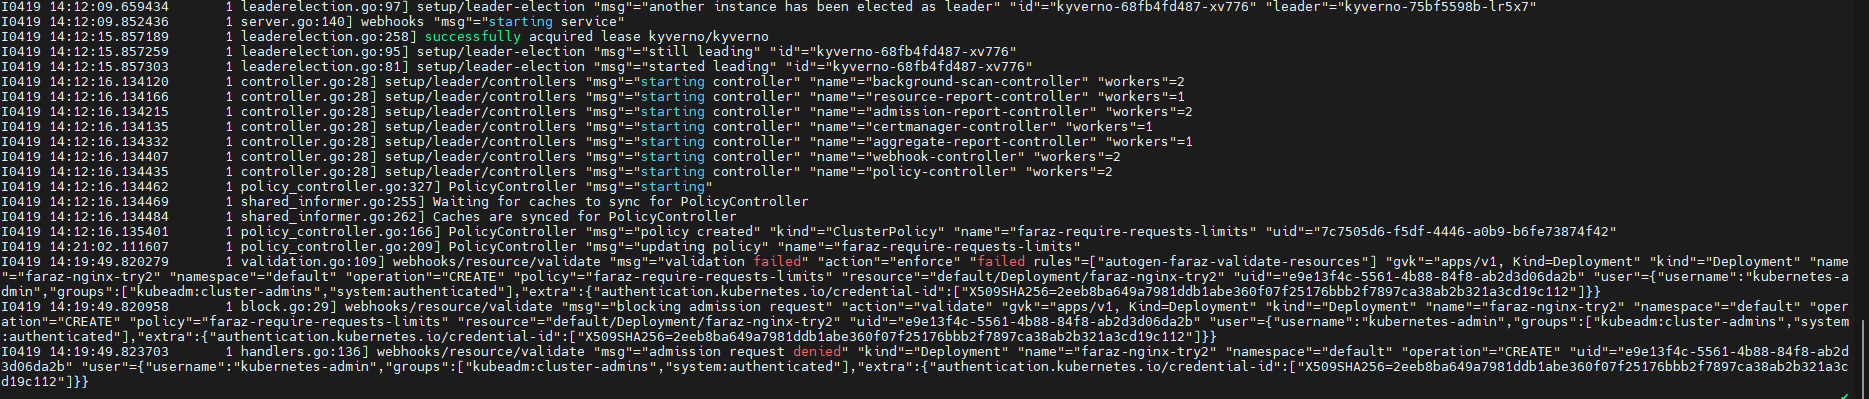 I0419 14:12:09.659434       1 leaderelection.go:97] setup/leader-election "msg"="another instance has been elected as leader" "id"="kyverno-68fb4fd487-xv776" "leader"="kyverno-75bf5598b-lr5x7"
I0419 14:12:09.852436       1 server.go:140] webhooks "msg"="starting service"
I0419 14:12:15.857189       1 leaderelection.go:258] successfully acquired lease kyverno/kyverno
I0419 14:12:15.857259       1 leaderelection.go:95] setup/leader-election "msg"="still leading" "id"="kyverno-68fb4fd487-xv776"
I0419 14:12:15.857303       1 leaderelection.go:81] setup/leader-election "msg"="started leading" "id"="kyverno-68fb4fd487-xv776"
I0419 14:12:16.134120       1 controller.go:28] setup/leader/controllers "msg"="starting controller" "name"="background-scan-controller" "workers"=2
I0419 14:12:16.134166       1 controller.go:28] setup/leader/controllers "msg"="starting controller" "name"="resource-report-controller" "workers"=1
I0419 14:12:16.134215       1 controller.go:28] setup/leader/controllers "msg"="starting controller" "name"="admission-report-controller" "workers"=2
I0419 14:12:16.134135       1 controller.go:28] setup/leader/controllers "msg"="starting controller" "name"="certmanager-controller" "workers"=1
I0419 14:12:16.134332       1 controller.go:28] setup/leader/controllers "msg"="starting controller" "name"="aggregate-report-controller" "workers"=1
I0419 14:12:16.134407       1 controller.go:28] setup/leader/controllers "msg"="starting controller" "name"="webhook-controller" "workers"=2
I0419 14:12:16.134435       1 controller.go:28] setup/leader/controllers "msg"="starting controller" "name"="policy-controller" "workers"=2
I0419 14:12:16.134462       1 policy_controller.go:327] PolicyController "msg"="starting"
I0419 14:12:16.134469       1 shared_informer.go:255] Waiting for caches to sync for PolicyController
I0419 14:12:16.134484       1 shared_informer.go:262] Caches are synced for PolicyController
I0419 14:12:16.135401       1 policy_controller.go:166] PolicyController "msg"="policy created" "kind"="ClusterPolicy" "name"="faraz-require-requests-limits" "uid"="7c7505d6-f5df-4446-a0b9-b6fe73874f42"
I0419 14:21:02.111607       1 policy_controller.go:209] PolicyController "msg"="updating policy" "name"="faraz-require-requests-limits"
I0419 14:19:49.820279       1 validation.go:109] webhooks/resource/validate "msg"="validation failed" "action"="enforce" "failed rules"=["autogen-faraz-validate-resources"] "gvk"="apps/v1, Kind=Deployment" "kind"="Deployment" "name
"="faraz-nginx-try2" "namespace"="default" "operation"="CREATE" "policy"="faraz-require-requests-limits" "resource"="default/Deployment/faraz-nginx-try2" "uid"="e9e13f4c-5561-4b88-84f8-ab2d3d06da2b" "user"={"username":"kubernetes-a
dmin","groups":["kubeadm:cluster-admins","system:authenticated"],"extra":{"authentication.kubernetes.io/credential-id":["X509SHA256=2eeb8ba649a7981ddb1abe360f07f25176bbb2f7897ca38ab2b321a3cd19c112"]}}
I0419 14:19:49.820958       1 block.go:29] webhooks/resource/validate "msg"="blocking admission request" "action"="validate" "gvk"="apps/v1, Kind=Deployment" "kind"="Deployment" "name"="faraz-nginx-try2" "namespace"="default" "oper
ation"="CREATE" "policy"="faraz-require-requests-limits" "resource"="default/Deployment/faraz-nginx-try2" "uid"="e9e13f4c-5561-4b88-84f8-ab2d3d06da2b" "user"={"username":"kubernetes-admin","groups":["kubeadm:cluster-admins","system
:authenticated"],"extra":{"authentication.kubernetes.io/credential-id":["X509SHA256=2eeb8ba649a7981ddb1abe360f07f25176bbb2f7897ca38ab2b321a3cd19c112"]}}
I0419 14:19:49.823703       1 handlers.go:136] webhooks/resource/validate "msg"="admission request denied" "kind"="Deployment" "name"="faraz-nginx-try2" "namespace"="default" "operation"="CREATE" "uid"="e9e13f4c-5561-4b88-84f8-ab2d
3d06da2b" "user"={"username":"kubernetes-admin","groups":["kubeadm:cluster-admins","system:authenticated"],"extra":{"authentication.kubernetes.io/credential-id":["X509SHA256=2eeb8ba649a7981ddb1abe360f07f25176bbb2f7897ca38ab2b321a3c
d19c112"]}}